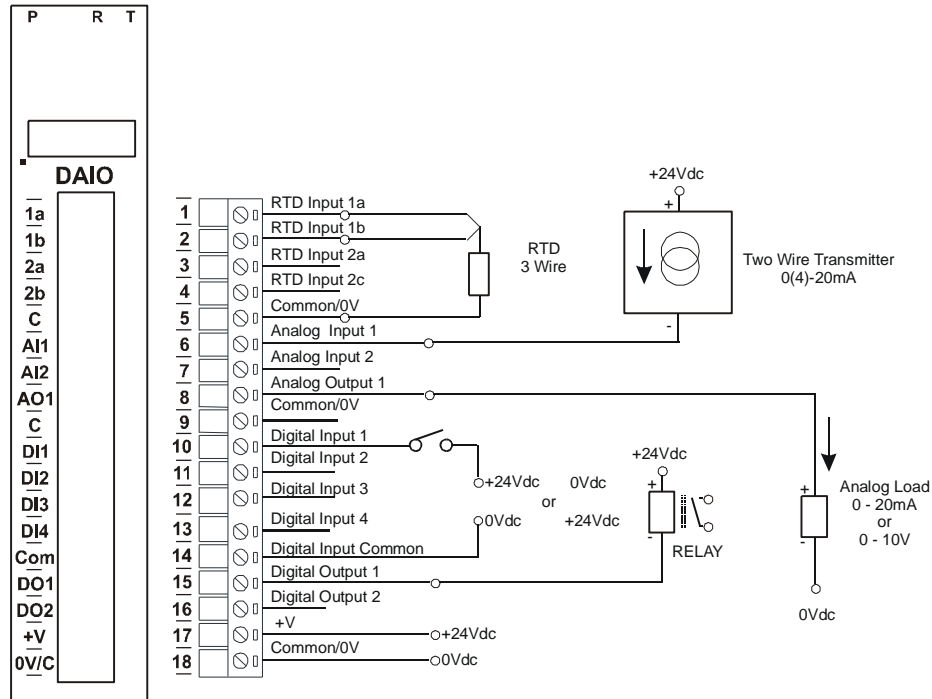 P R T
DAIO
1a
1b
2a
2b
C
AI1
AI2
AO1
C
DI1
DI2
DI3
DI4
Com
DO1
DO2
+V
0V/C
1 RTD Input 1a
2 RTD Input 1b
3 RTD Input 2a
4 RTD Input 2c
5 Common/0V
6 Analog Input 1
7 Analog Input 2
8 Analog Output 1
9 Common/0V
10 Digital Input 1
11 Digital Input 2
12 Digital Input 3
13 Digital Input 4
14 Digital Input Common
15 Digital Output 1
16 Digital Output 2
17 +V
18 Common/0V
RTD
3 Wire
+24Vdc
+
-
Two Wire Transmitter
0(4)-20mA
+24Vdc 0Vdc
or
0Vdc +24Vdc
+24Vdc
+
-
RELAY
+
-
Analog Load
0 - 20mA
or
0 - 10V
0Vdc
+24Vdc
0Vdc